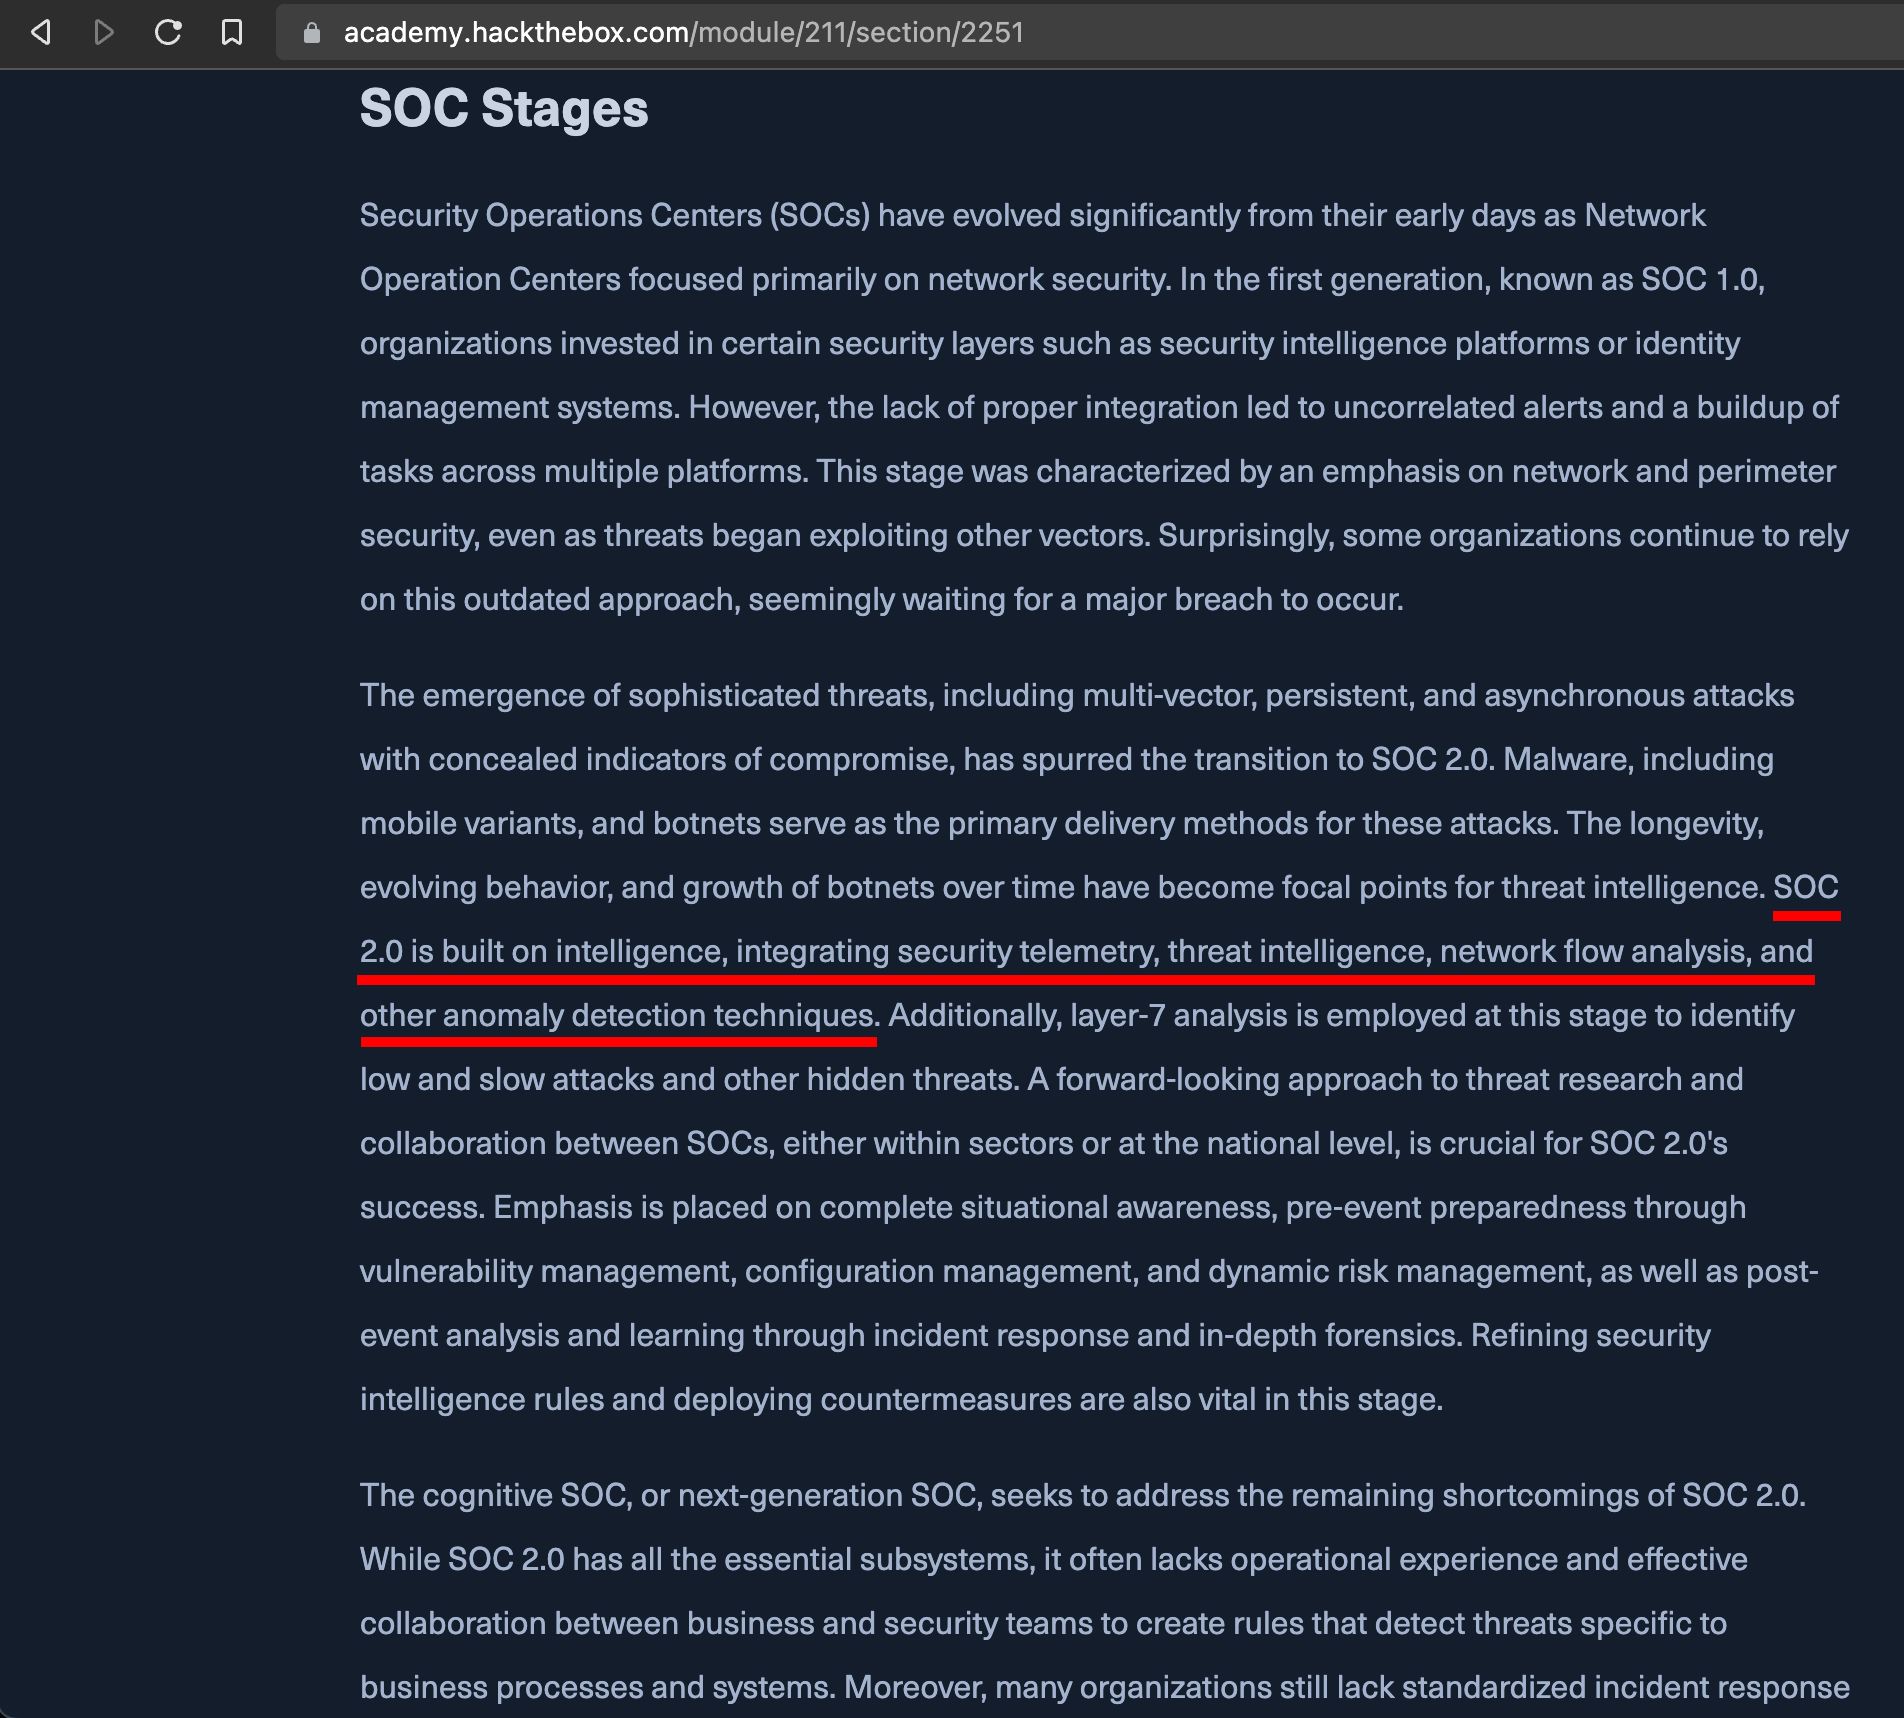 academy.hackthebox.com/module/211/section/2251
SOC Stages
Security Operations Centers (SOCs) have evolved significantly from their early days as Network
Operation Centers focused primarily on network security. In the first generation, known as SOC 1.0,
organizations invested in certain security layers such as security intelligence platforms or identity
management systems. However, the lack of proper integration led to uncorrelated alerts and a buildup of
tasks across multiple platforms. This stage was characterized by an emphasis on network and perimeter
security, even as threats began exploiting other vectors. Surprisingly, some organizations continue to rely
on this outdated approach, seemingly waiting for a major breach to occur.
The emergence of sophisticated threats, including multi-vector, persistent, and asynchronous attacks
with concealed indicators of compromise, has spurred the transition to SOC 2.0. Malware, including
mobile variants, and botnets serve as the primary delivery methods for these attacks. The longevity,
evolving behavior, and growth of botnets over time have become focal points for threat intelligence. SOC
2.0 is built on intelligence, integrating security telemetry, threat intelligence, network flow analysis, and
other anomaly detection techniques. Additionally, layer-7 analysis is employed at this stage to identify
low and slow attacks and other hidden threats. A forward-looking approach to threat research and
collaboration between SOCs, either within sectors or at the national level, is crucial for SOC 2.0's
success. Emphasis is placed on complete situational awareness, pre-event preparedness through
vulnerability management, configuration management, and dynamic risk management, as well as post-
event analysis and learning through incident response and in-depth forensics. Refining security
intelligence rules and deploying countermeasures are also vital in this stage.
The cognitive SOC, or next-generation SOC, seeks to address the remaining shortcomings of SOC 2.0.
While SOC 2.0 has all the essential subsystems, it often lacks operational experience and effective
collaboration between business and security teams to create rules that detect threats specific to
business processes and systems. Moreover, many organizations still lack standardized incident response